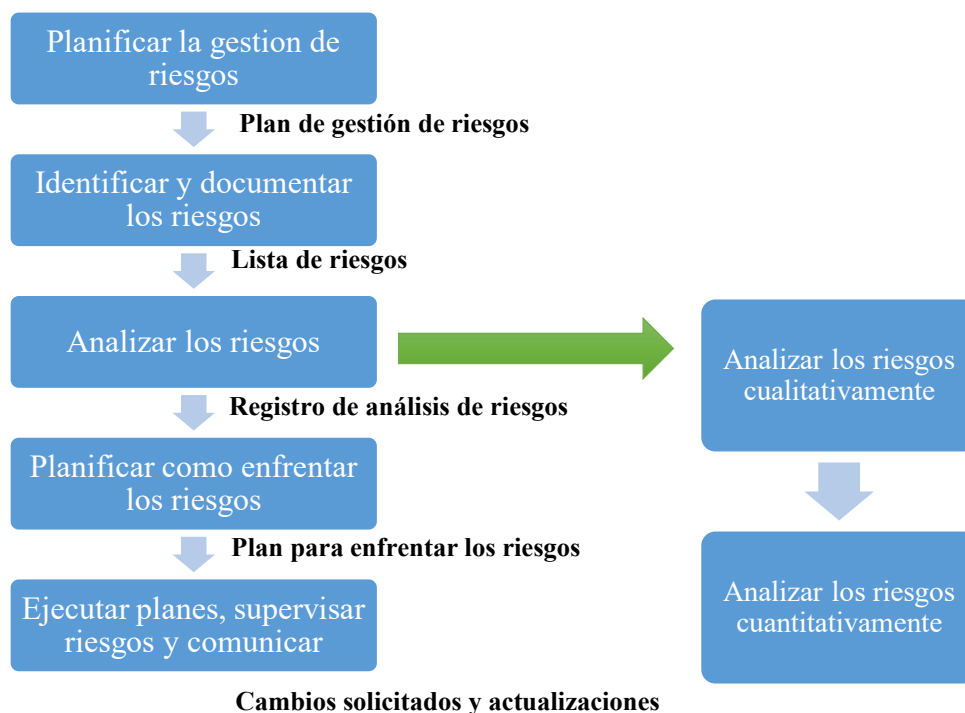 Planificar la gestion de
riesgos
Plan de gestión de riesgos
Identificar y documentar
los riesgos
Lista de riesgos
Analizar los riesgos
Registro de análisis de riesgos
Planificar como enfrentar
los riesgos
Plan para enfrentar los riesgos
Ejecutar planes, supervisar
riesgos y comunicar
Cambios solicitados y actualizaciones
Analizar los riesgos
cualitativamente
Analizar los riesgos
cuantitativamente